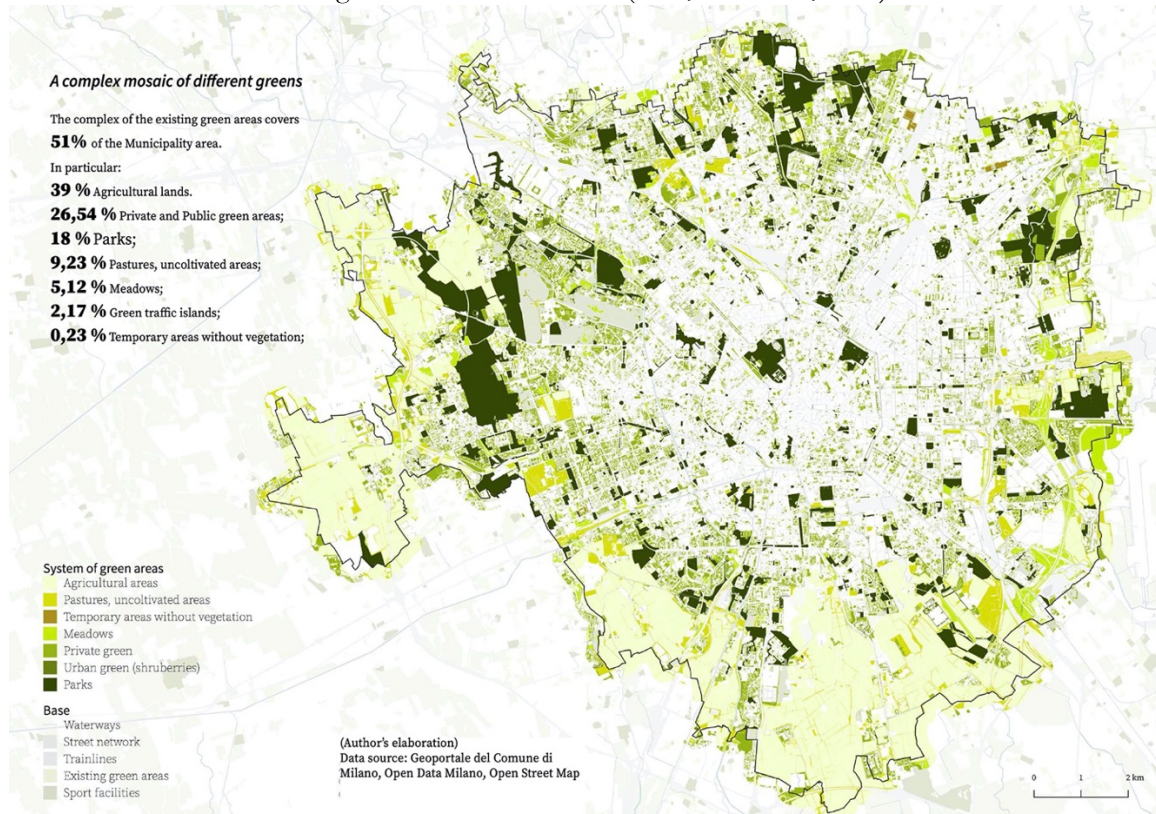 A complex mosaic of different greens
The complex of the existing green areas covers
51% of the Municipality area.
In particular:
39 % Agricultural lands.
26,54 % Private and Public green areas;
18 % Parks;
9,23 % Pastures, uncoltivated areas;
5,12 % Meadows;
2,17 % Green traffic islands;
0,23 % Temporary areas without vegetation;
System of green areas
Agricultural areas
Pastures, uncoltivated areas
Temporary areas without vegetation
Meadows
Private green
Urban green (shruberries)
Parks
Base
Waterways
Street network
Trainlines
Existing green areas
Sport facilities
(Author's elaboration)
Data source: Geoportale del Comune di
Milano, Open Data Milano, Open Street Map
0 1 2 km